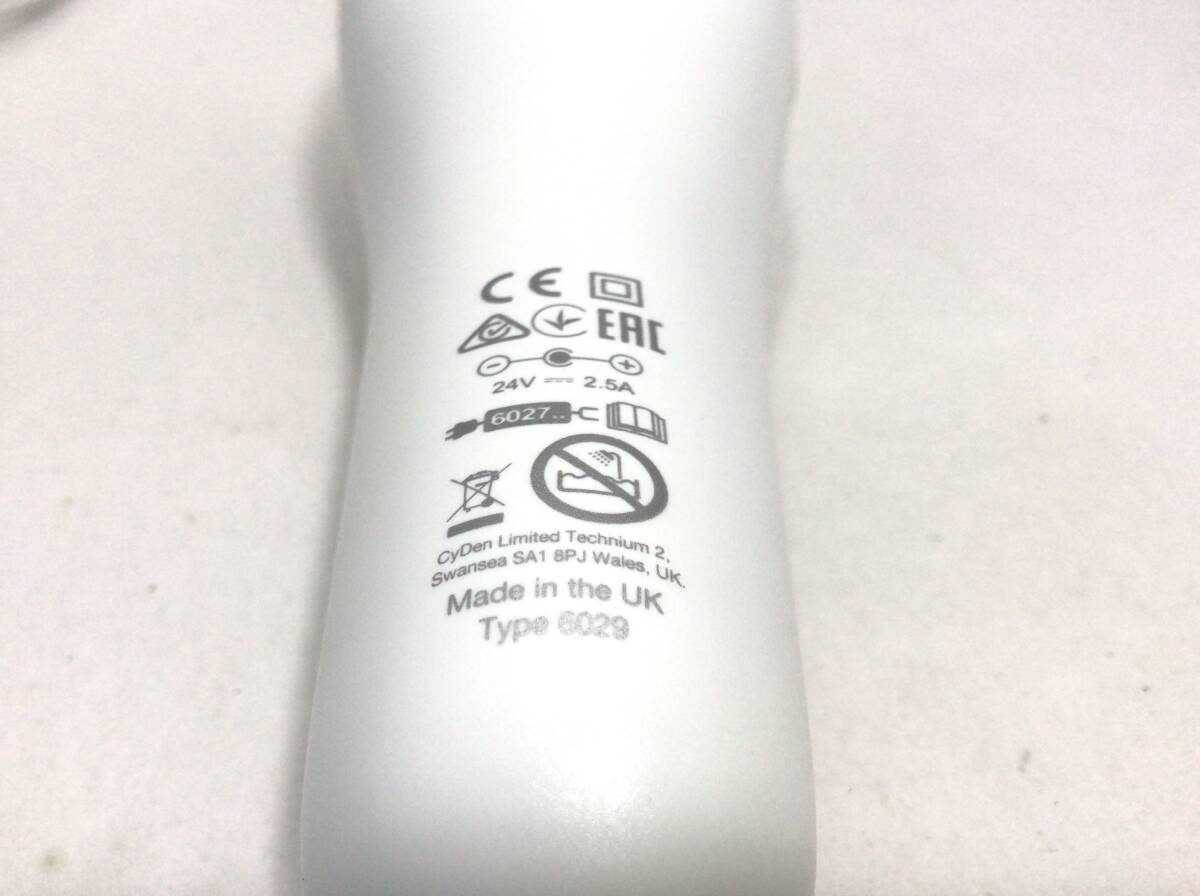 CE
EAC
24V 2.5A
6027..
CyDen Limited Technium 2,
Swansea SA1 8PJ Wales, UK.
Made in the UK
Type 6029